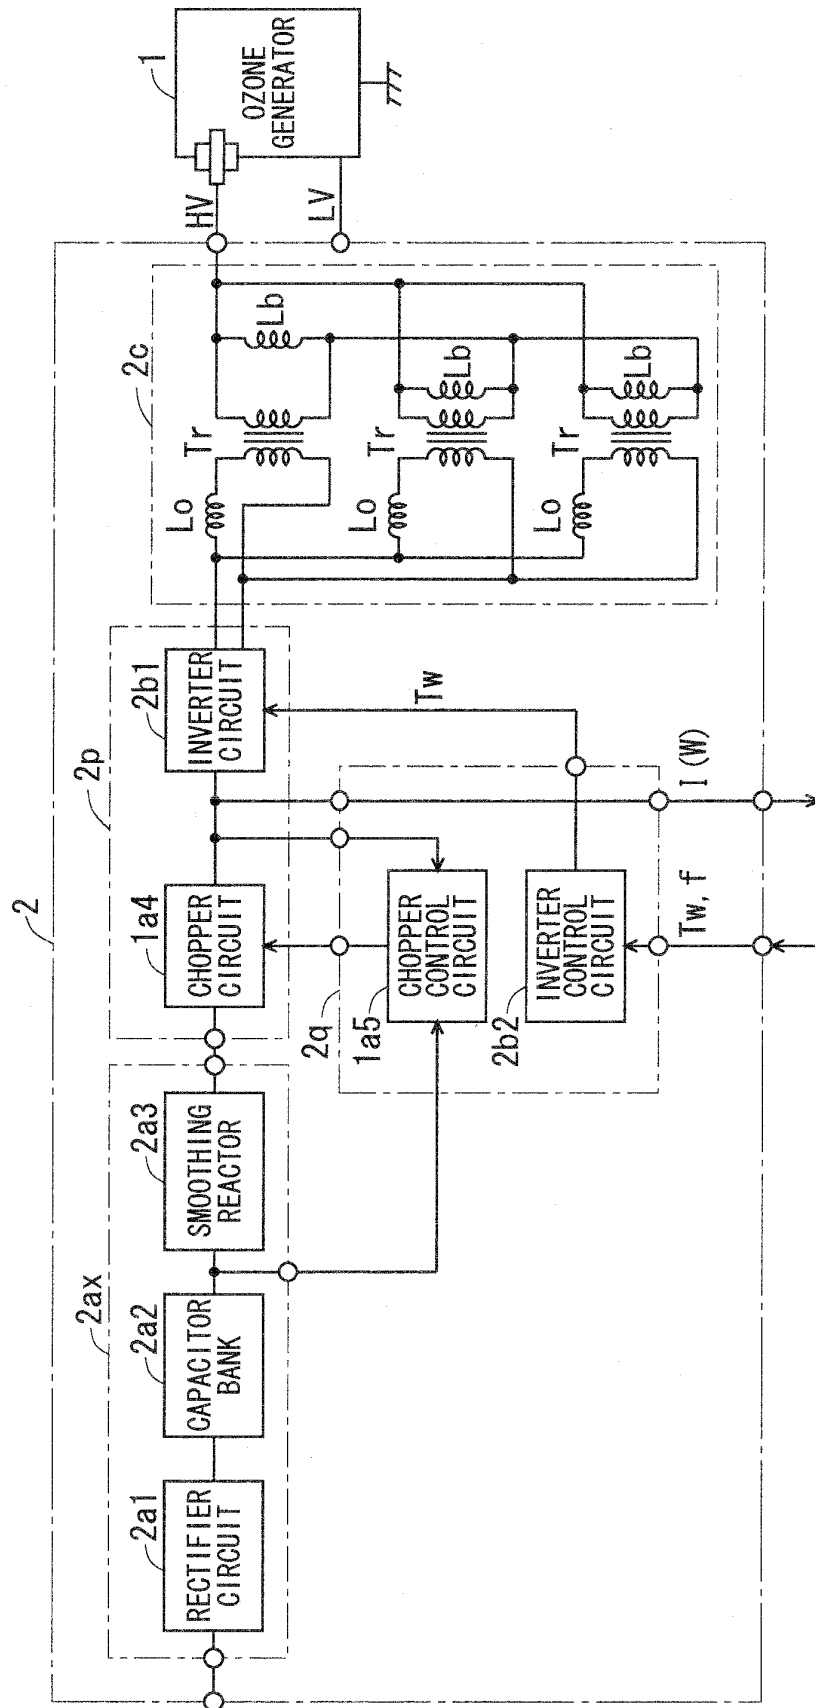 2
2ax
2a1
RECTIFIER
CIRCUIT
2a2
CAPACITOR
BANK
2a3
SMOOTHING
REACTOR
2p
1a4
CHOPPER
CIRCUIT
2b1
INVERTER
CIRCUIT
2q
1a5
CHOPPER
CONTROL
CIRCUIT
2b2
INVERTER
CONTROL
CIRCUIT
Tw
Tw, f
I (W)
2c
Lo
Tr
Lb
Lo
Tr
Lb
Lo
Tr
Lb
HV
LV
1
OZONE
GENERATOR